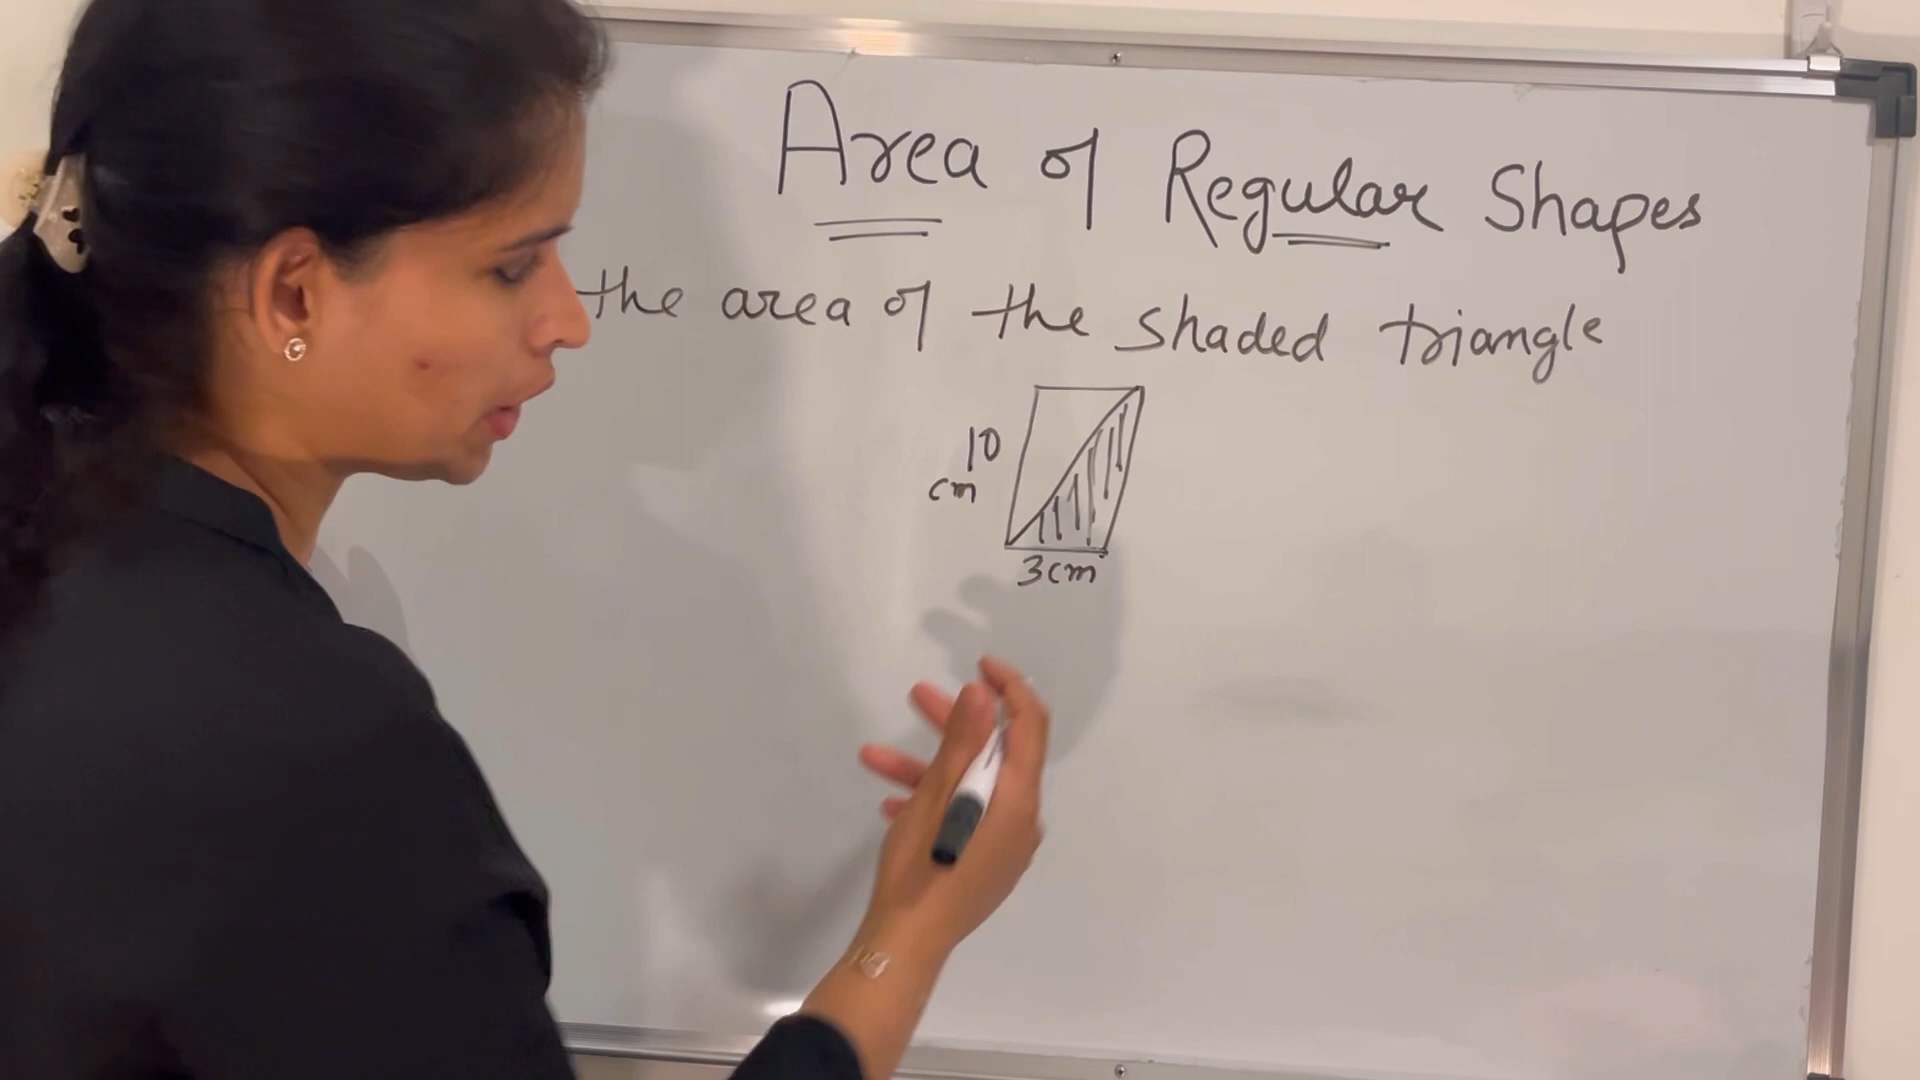 Area of Regular Shapes
the area of the shaded triangle
10
cm
3cm